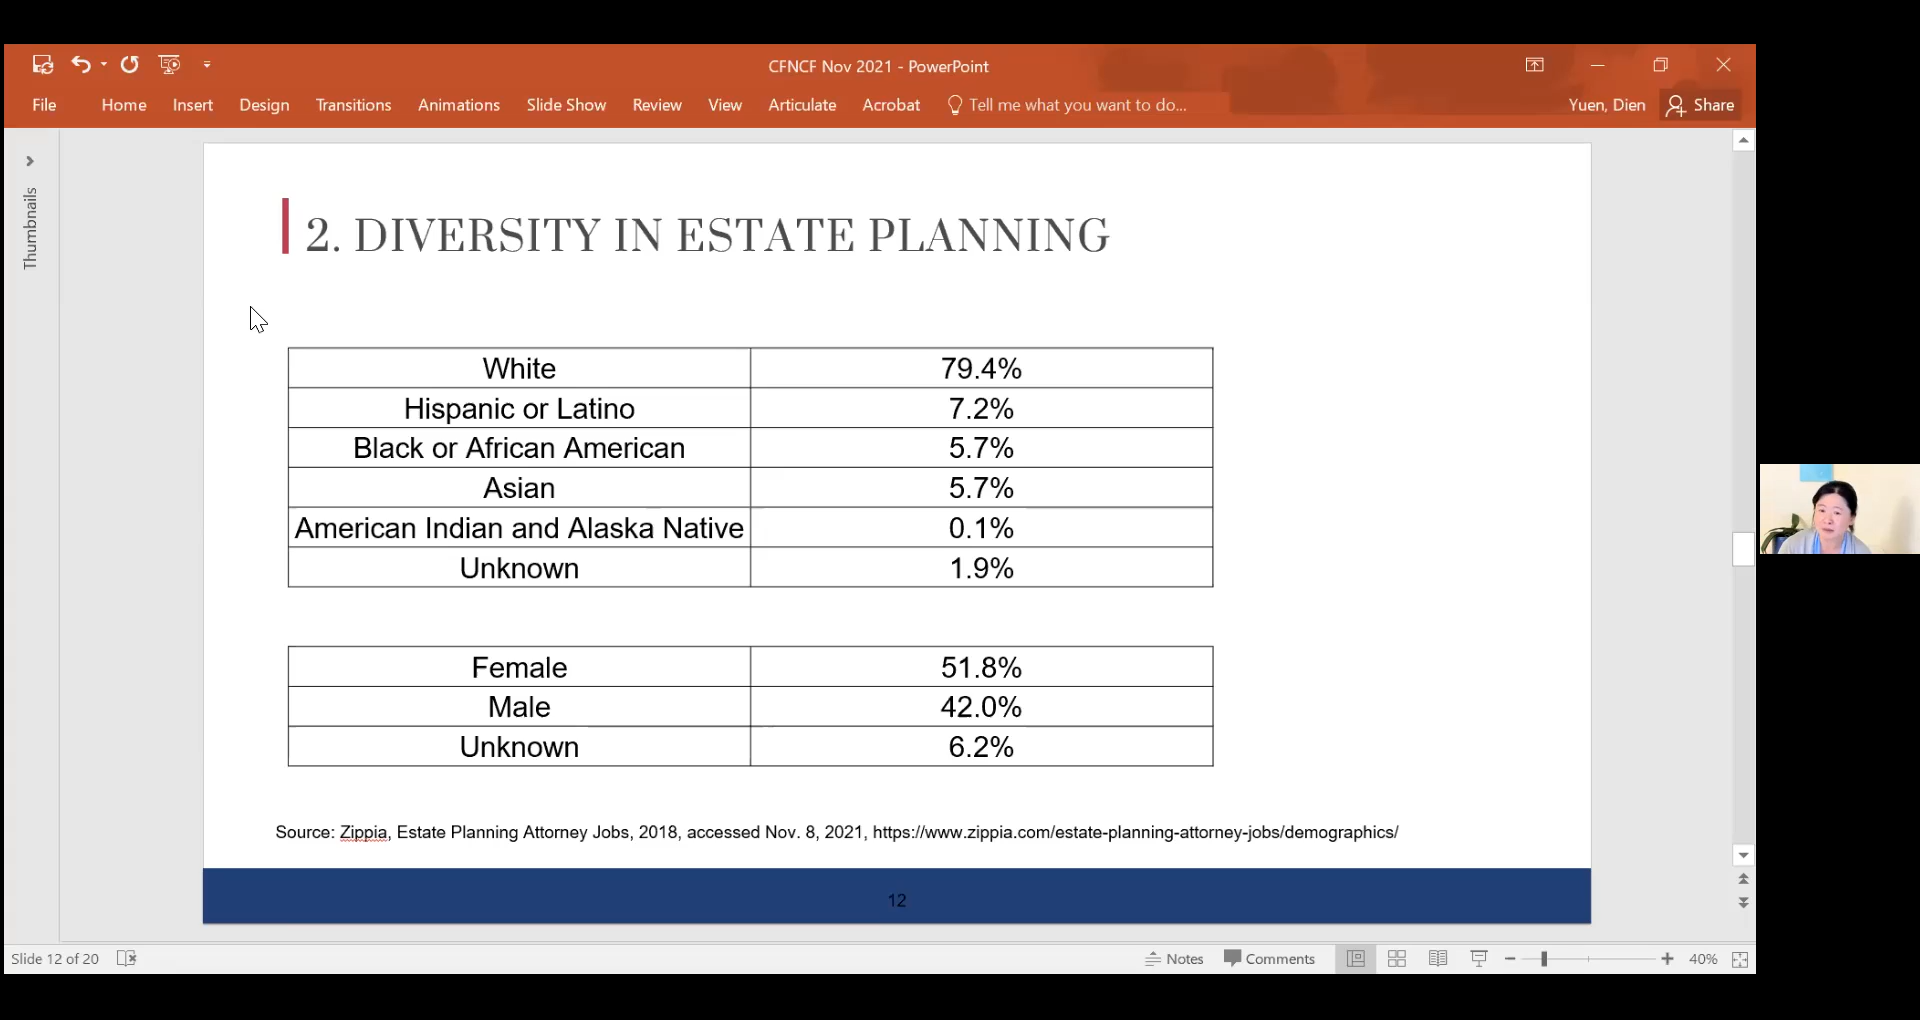 CFNCF Nov 2021 - PowerPoint
File Home Insert Design Transitions Animations Slide Show Review View Articulate Acrobat Tell me what you want to do... Yuen, Dien Share
Thumbnails
2. DIVERSITY IN ESTATE PLANNING
White 79.4%
Hispanic or Latino 7.2%
Black or African American 5.7%
Asian 5.7%
American Indian and Alaska Native 0.1%
Unknown 1.9%
Female 51.8%
Male 42.0%
Unknown 6.2%
Source: Zippia, Estate Planning Attorney Jobs, 2018, accessed Nov. 8, 2021, https://www.zippia.com/estate-planning-attorney-jobs/demographics/
12
Slide 12 of 20 Notes Comments 40%